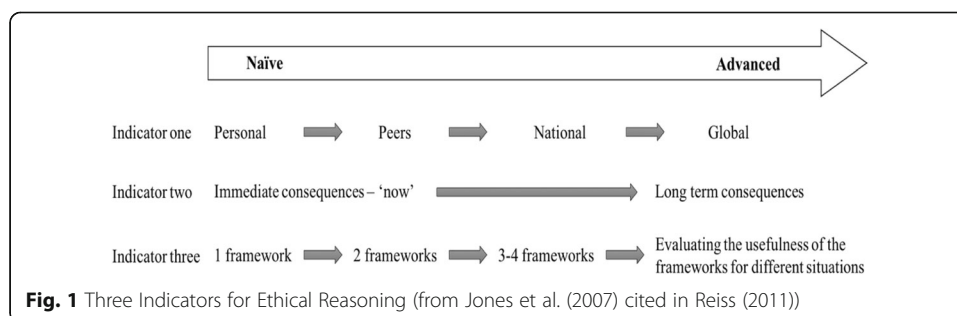 Naïve Advanced
Indicator one Personal Peers National Global
Indicator two Immediate consequences – ‘now’ Long term consequences
Indicator three 1 framework 2 frameworks 3-4 frameworks Evaluating the usefulness of the
frameworks for different situations
Fig. 1 Three Indicators for Ethical Reasoning (from Jones et al. (2007) cited in Reiss (2011))